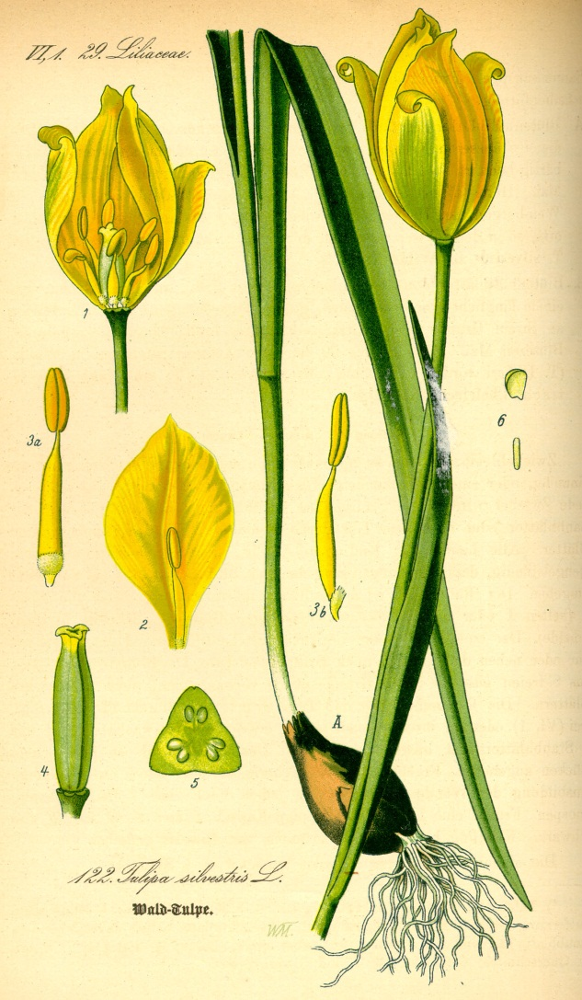 VI,1. 29. Liliaceae.
1
3a
2
3b
6
4
5
A
122. Tulipa silvestris L.
Wald-Tulpe.
WM.